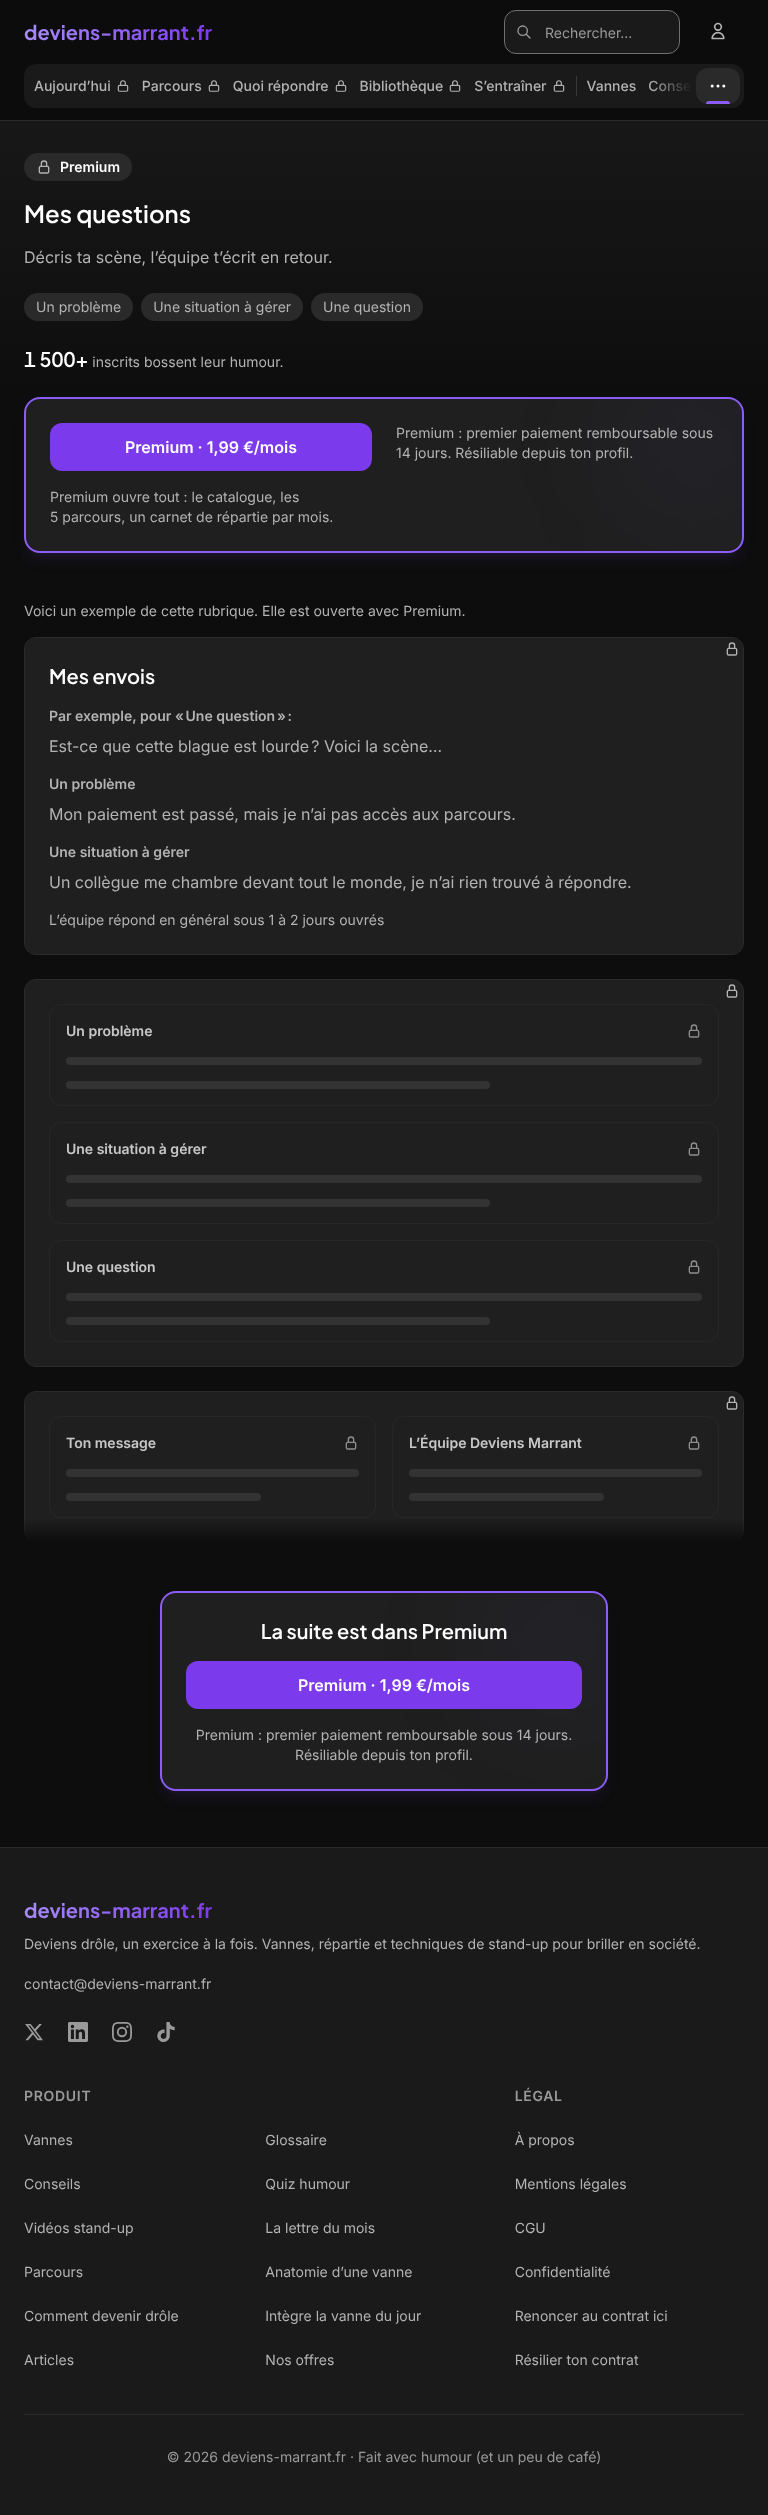 deviens-marrant.fr
Rechercher...
Aujourd’hui Parcours Quoi répondre Bibliothèque S’entraîner Vannes
Premium
Mes questions
Décris ta scène, l’équipe t’écrit en retour.
Un problème Une situation à gérer Une question
1 500+ inscrits bossent leur humour.
Premium · 1,99 €/mois
Premium ouvre tout : le catalogue, les
5 parcours, un carnet de répartie par mois.
Premium : premier paiement remboursable sous
14 jours. Résiliable depuis ton profil.
Voici un exemple de cette rubrique. Elle est ouverte avec Premium.
Mes envois
Par exemple, pour « Une question » :
Est-ce que cette blague est lourde ? Voici la scène…
Un problème
Mon paiement est passé, mais je n’ai pas accès aux parcours.
Une situation à gérer
Un collègue me chambre devant tout le monde, je n’ai rien trouvé à répondre.
L’équipe répond en général sous 1 à 2 jours ouvrés
Un problème
Une situation à gérer
Une question
Ton message
L’Équipe Deviens Marrant
La suite est dans Premium
Premium · 1,99 €/mois
Premium : premier paiement remboursable sous 14 jours.
Résiliable depuis ton profil.
deviens-marrant.fr
Deviens drôle, un exercice à la fois. Vannes, répartie et techniques de stand-up pour briller en société.
contact@deviens-marrant.fr
PRODUIT
Vannes
Conseils
Vidéos stand-up
Parcours
Comment devenir drôle
Articles
Glossaire
Quiz humour
La lettre du mois
Anatomie d’une vanne
Intègre la vanne du jour
Nos offres
LÉGAL
À propos
Mentions légales
CGU
Confidentialité
Renoncer au contrat ici
Résilier ton contrat
© 2026 deviens-marrant.fr · Fait avec humour (et un peu de café)